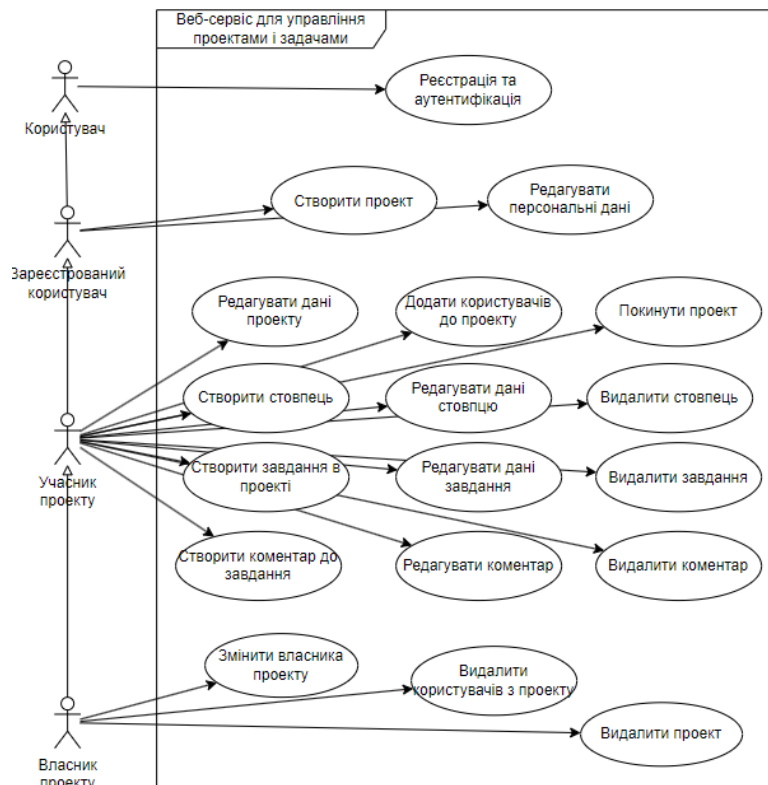 Веб-сервіс для управління
проектами і задачами
Реєстрація та
аутентифікація
Користувач
Створити проект
Редагувати
персональні дані
Зареєстрований
користувач
Редагувати дані
проекту
Додати користувачів
до проекту
Покинути проект
Створити стовпець
Редагувати дані
стовпцю
Видалити стовпець
Учасник
проекту
Створити завдання в
проекті
Редагувати дані
завдання
Видалити завдання
Створити коментар до
завдання
Редагувати коментар
Видалити коментар
Змінити власника
проекту
Видалити
користувачів з проекту
Видалити проект
Власник
проекту